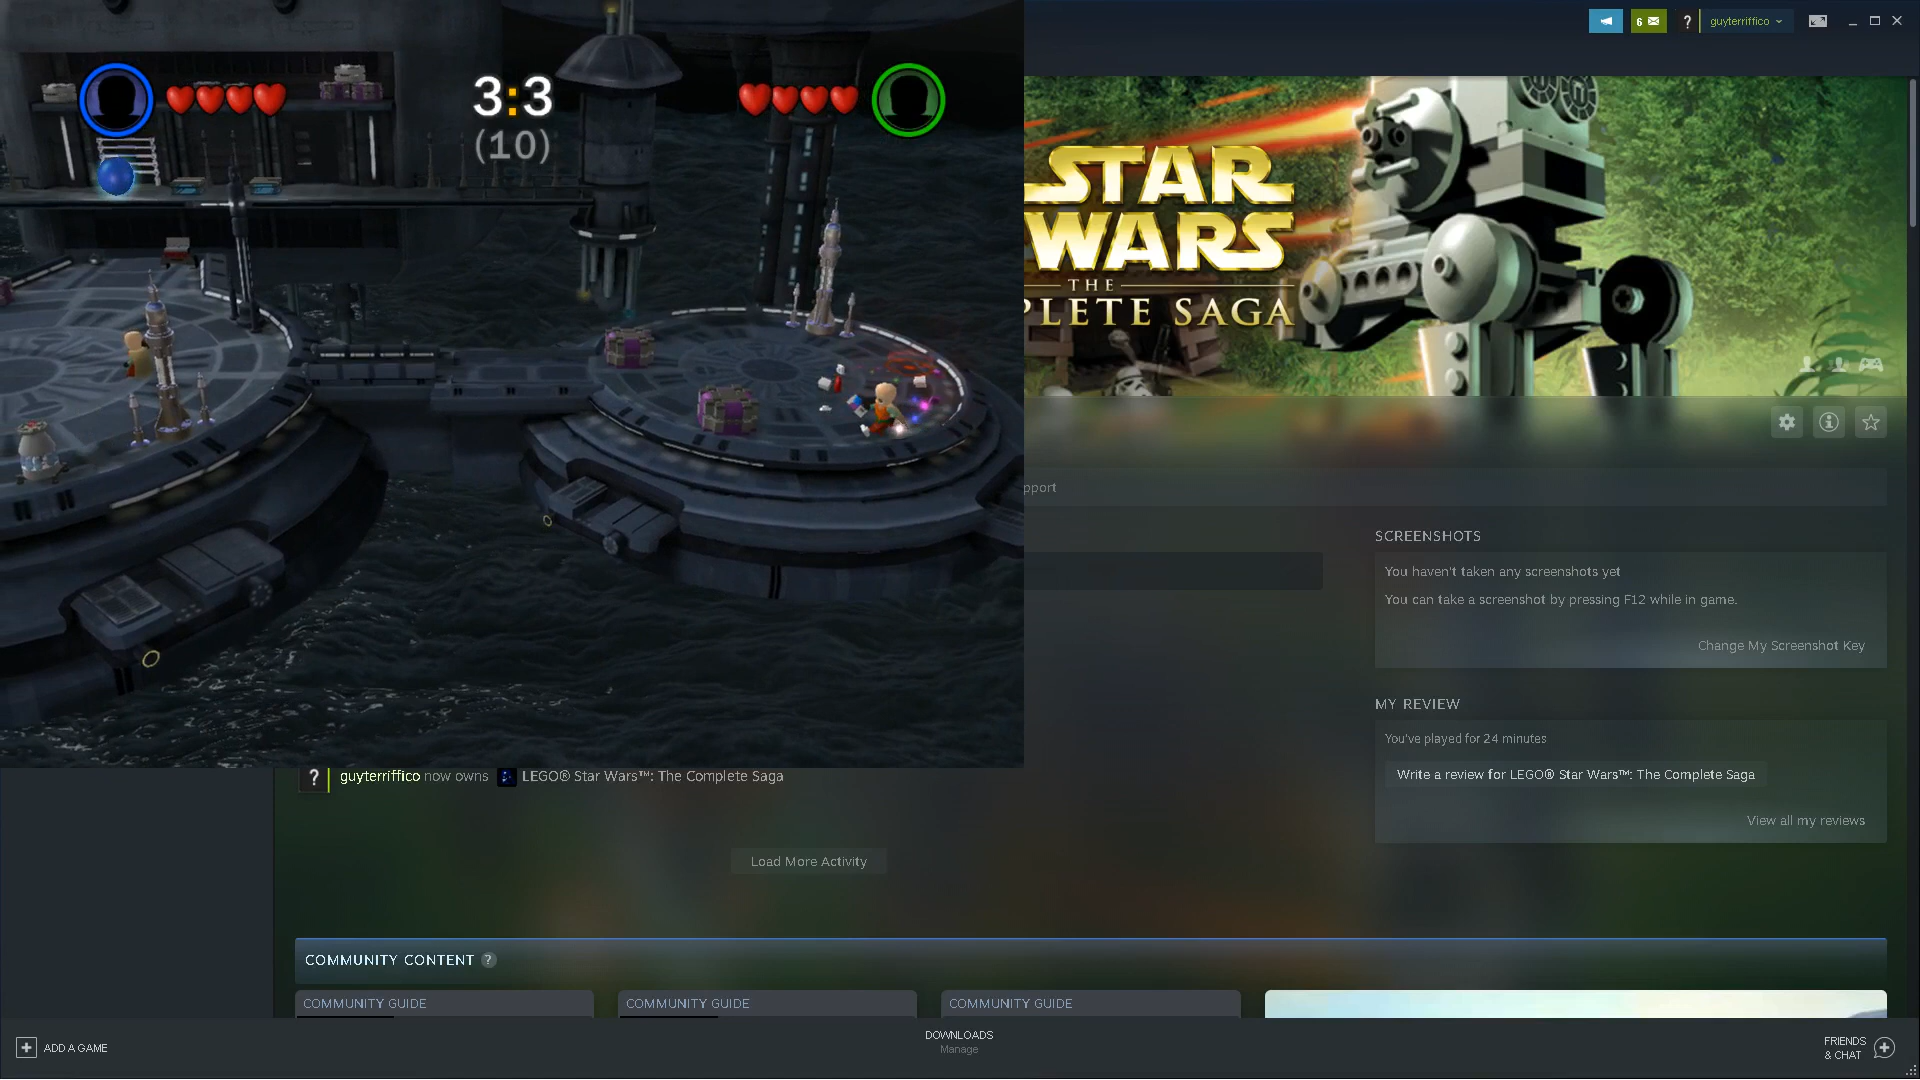 6
?
guyterriffico
3:3
(10)
STAR
WARS
THE
PLETE SAGA
pport
SCREENSHOTS
You haven't taken any screenshots yet
You can take a screenshot by pressing F12 while in game.
Change My Screenshot Key
MY REVIEW
You've played for 24 minutes
? guyterriffico now owns LEGO® Star Wars™: The Complete Saga
Write a review for LEGO® Star Wars™: The Complete Saga
View all my reviews
Load More Activity
COMMUNITY CONTENT ?
COMMUNITY GUIDE
COMMUNITY GUIDE
COMMUNITY GUIDE
ADD A GAME
DOWNLOADS
Manage
FRIENDS
& CHAT